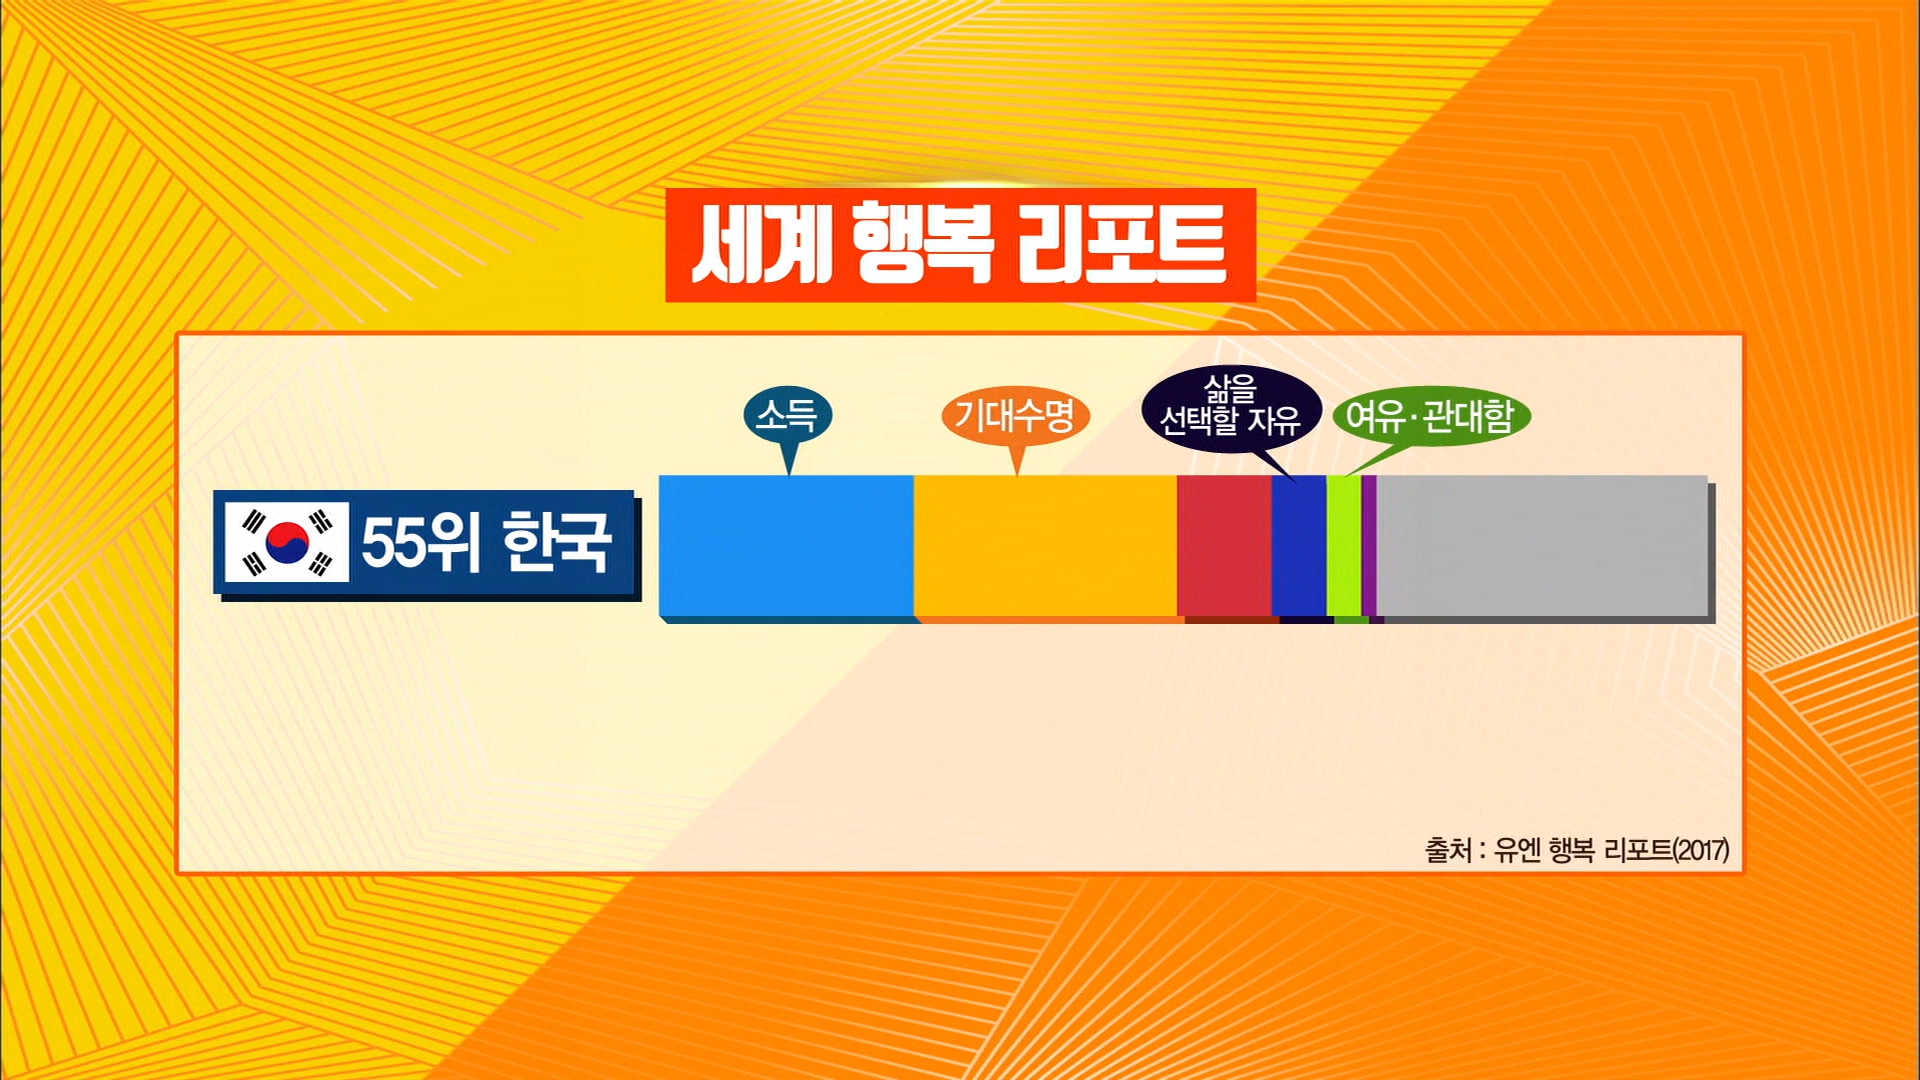 세계 행복 리포트
소득
기대수명
삶을
선택할 자유
여유·관대함
55위 한국
출처 : 유엔 행복 리포트(2017)